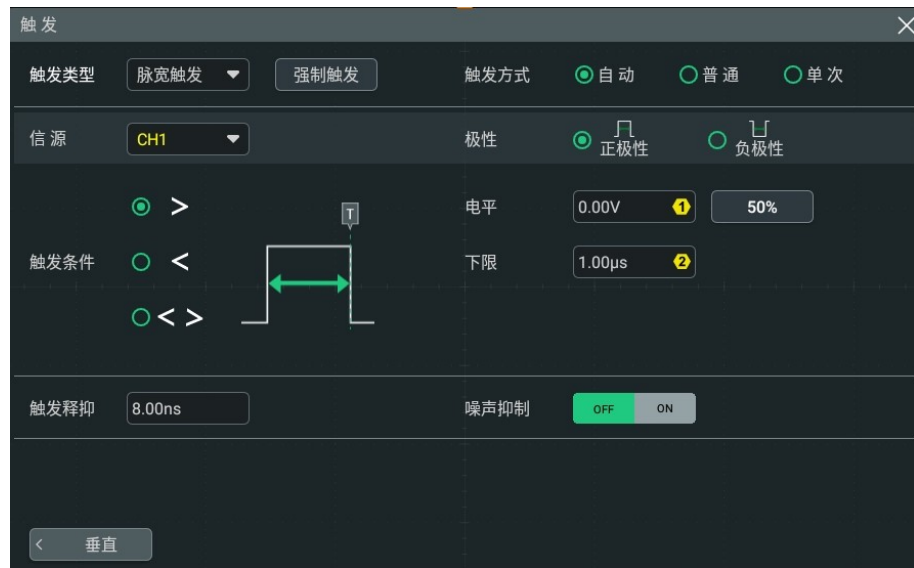 触发
触发类型 脉宽触发 强制触发 触发方式 自动 普通 单次
信源 CH1 极性 正极性 负极性
>
T
电平 0.00V 1 50%
触发条件 < 下限 1.00μs 2
< >
触发释抑 8.00ns 噪声抑制 OFF ON
< 垂直